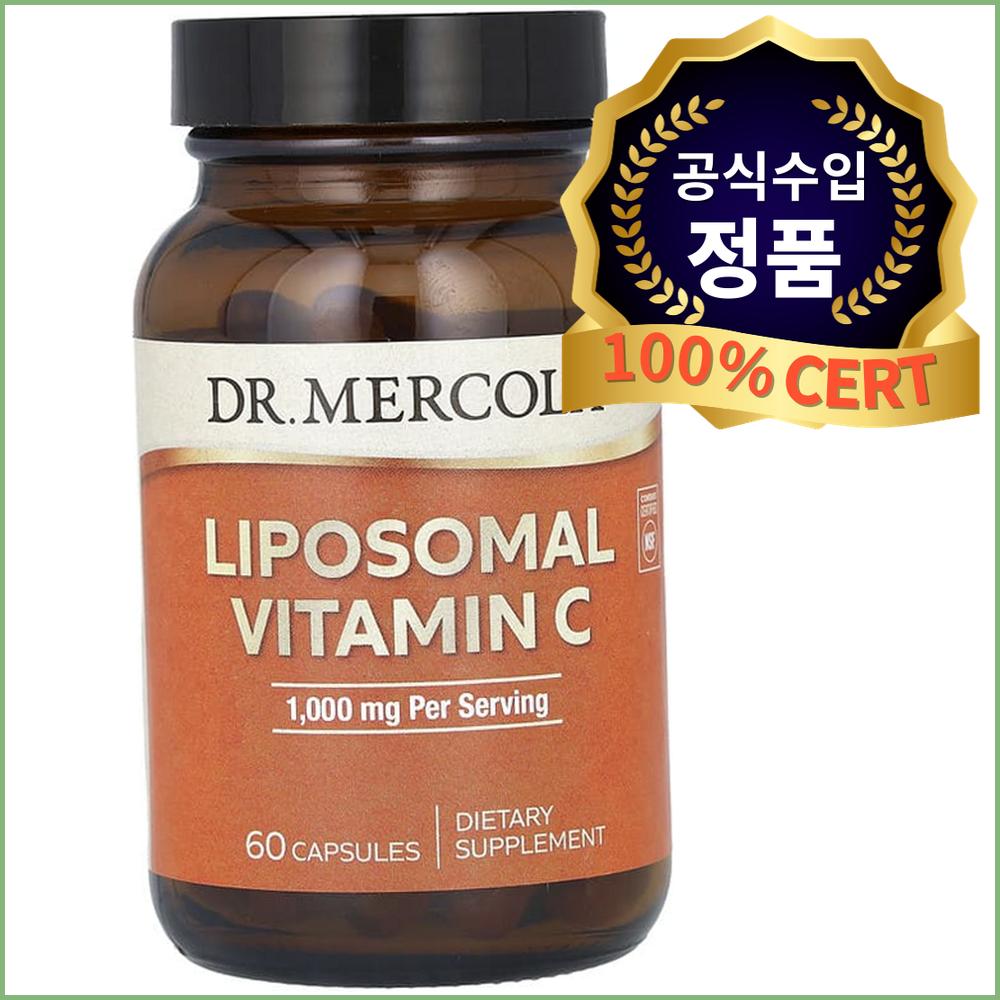 공식수입
정품
100% CERT
DR. MERCOLA
LIPOSOMAL
VITAMIN C
1,000 mg Per Serving
60 CAPSULES
DIETARY
SUPPLEMENT
NSF